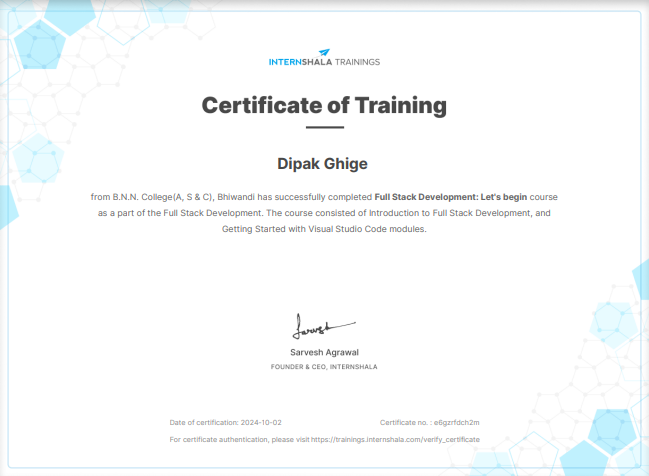 INTERNSHALA TRAININGS
Certificate of Training
Dipak Ghige
from B.N.N. College(A, S & C), Bhiwandi has successfully completed Full Stack Development: Let's begin course
as a part of the Full Stack Development. The course consisted of Introduction to Full Stack Development, and
Getting Started with Visual Studio Code modules.
Sarvesh
Sarvesh Agrawal
FOUNDER & CEO, INTERNSHALA
Date of certification: 2024-10-02 Certificate no. : e6gzrfdch2m
For certificate authentication, please visit https://trainings.internshala.com/verify_certificate